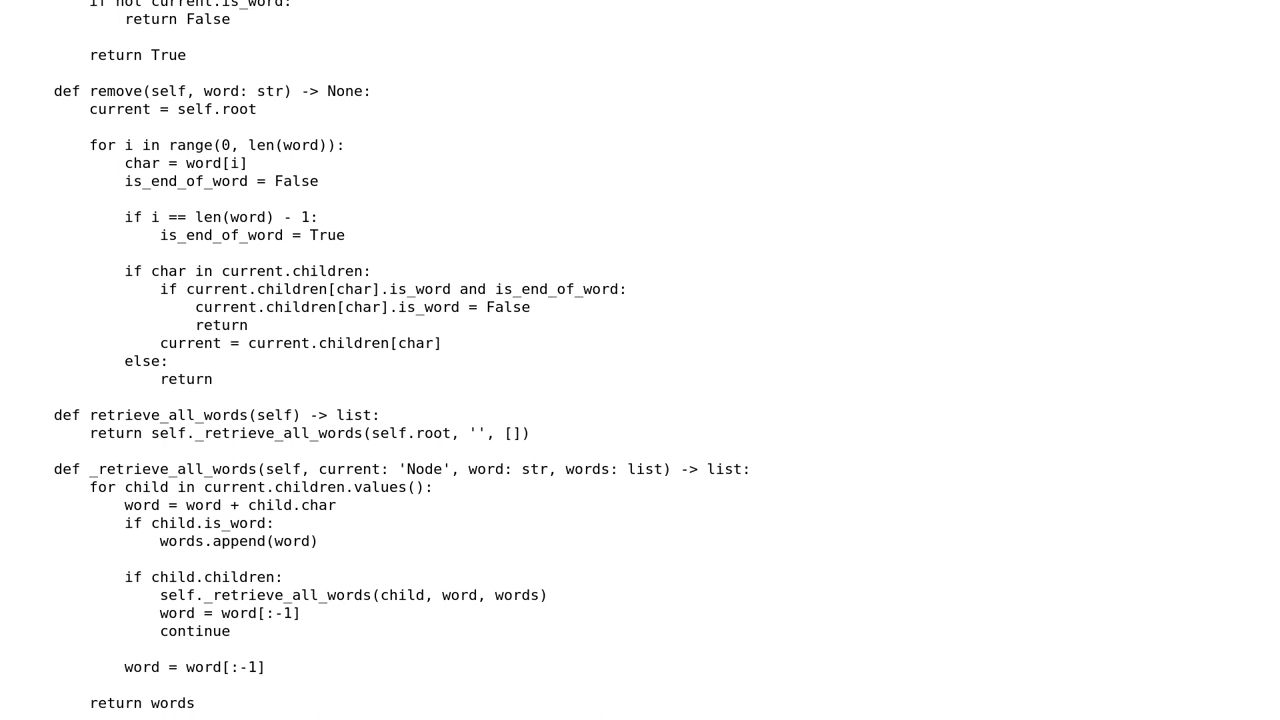 if not current.is_word:
            return False

        return True

    def remove(self, word: str) -> None:
        current = self.root

        for i in range(0, len(word)):
            char = word[i]
            is_end_of_word = False

            if i == len(word) - 1:
                is_end_of_word = True

            if char in current.children:
                if current.children[char].is_word and is_end_of_word:
                    current.children[char].is_word = False
                    return
                current = current.children[char]
            else:
                return

    def retrieve_all_words(self) -> list:
        return self._retrieve_all_words(self.root, '', [])

    def _retrieve_all_words(self, current: 'Node', word: str, words: list) -> list:
        for child in current.children.values():
            word = word + child.char
            if child.is_word:
                words.append(word)

            if child.children:
                self._retrieve_all_words(child, word, words)
                word = word[:-1]
                continue

            word = word[:-1]

        return words